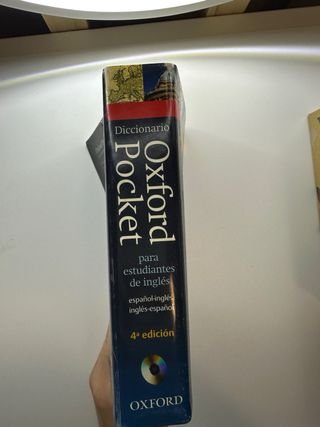 Diccionario
Oxford
Pocket
para
estudiantes
de inglés
español-inglés
inglés-español
4ª edición
OXFORD